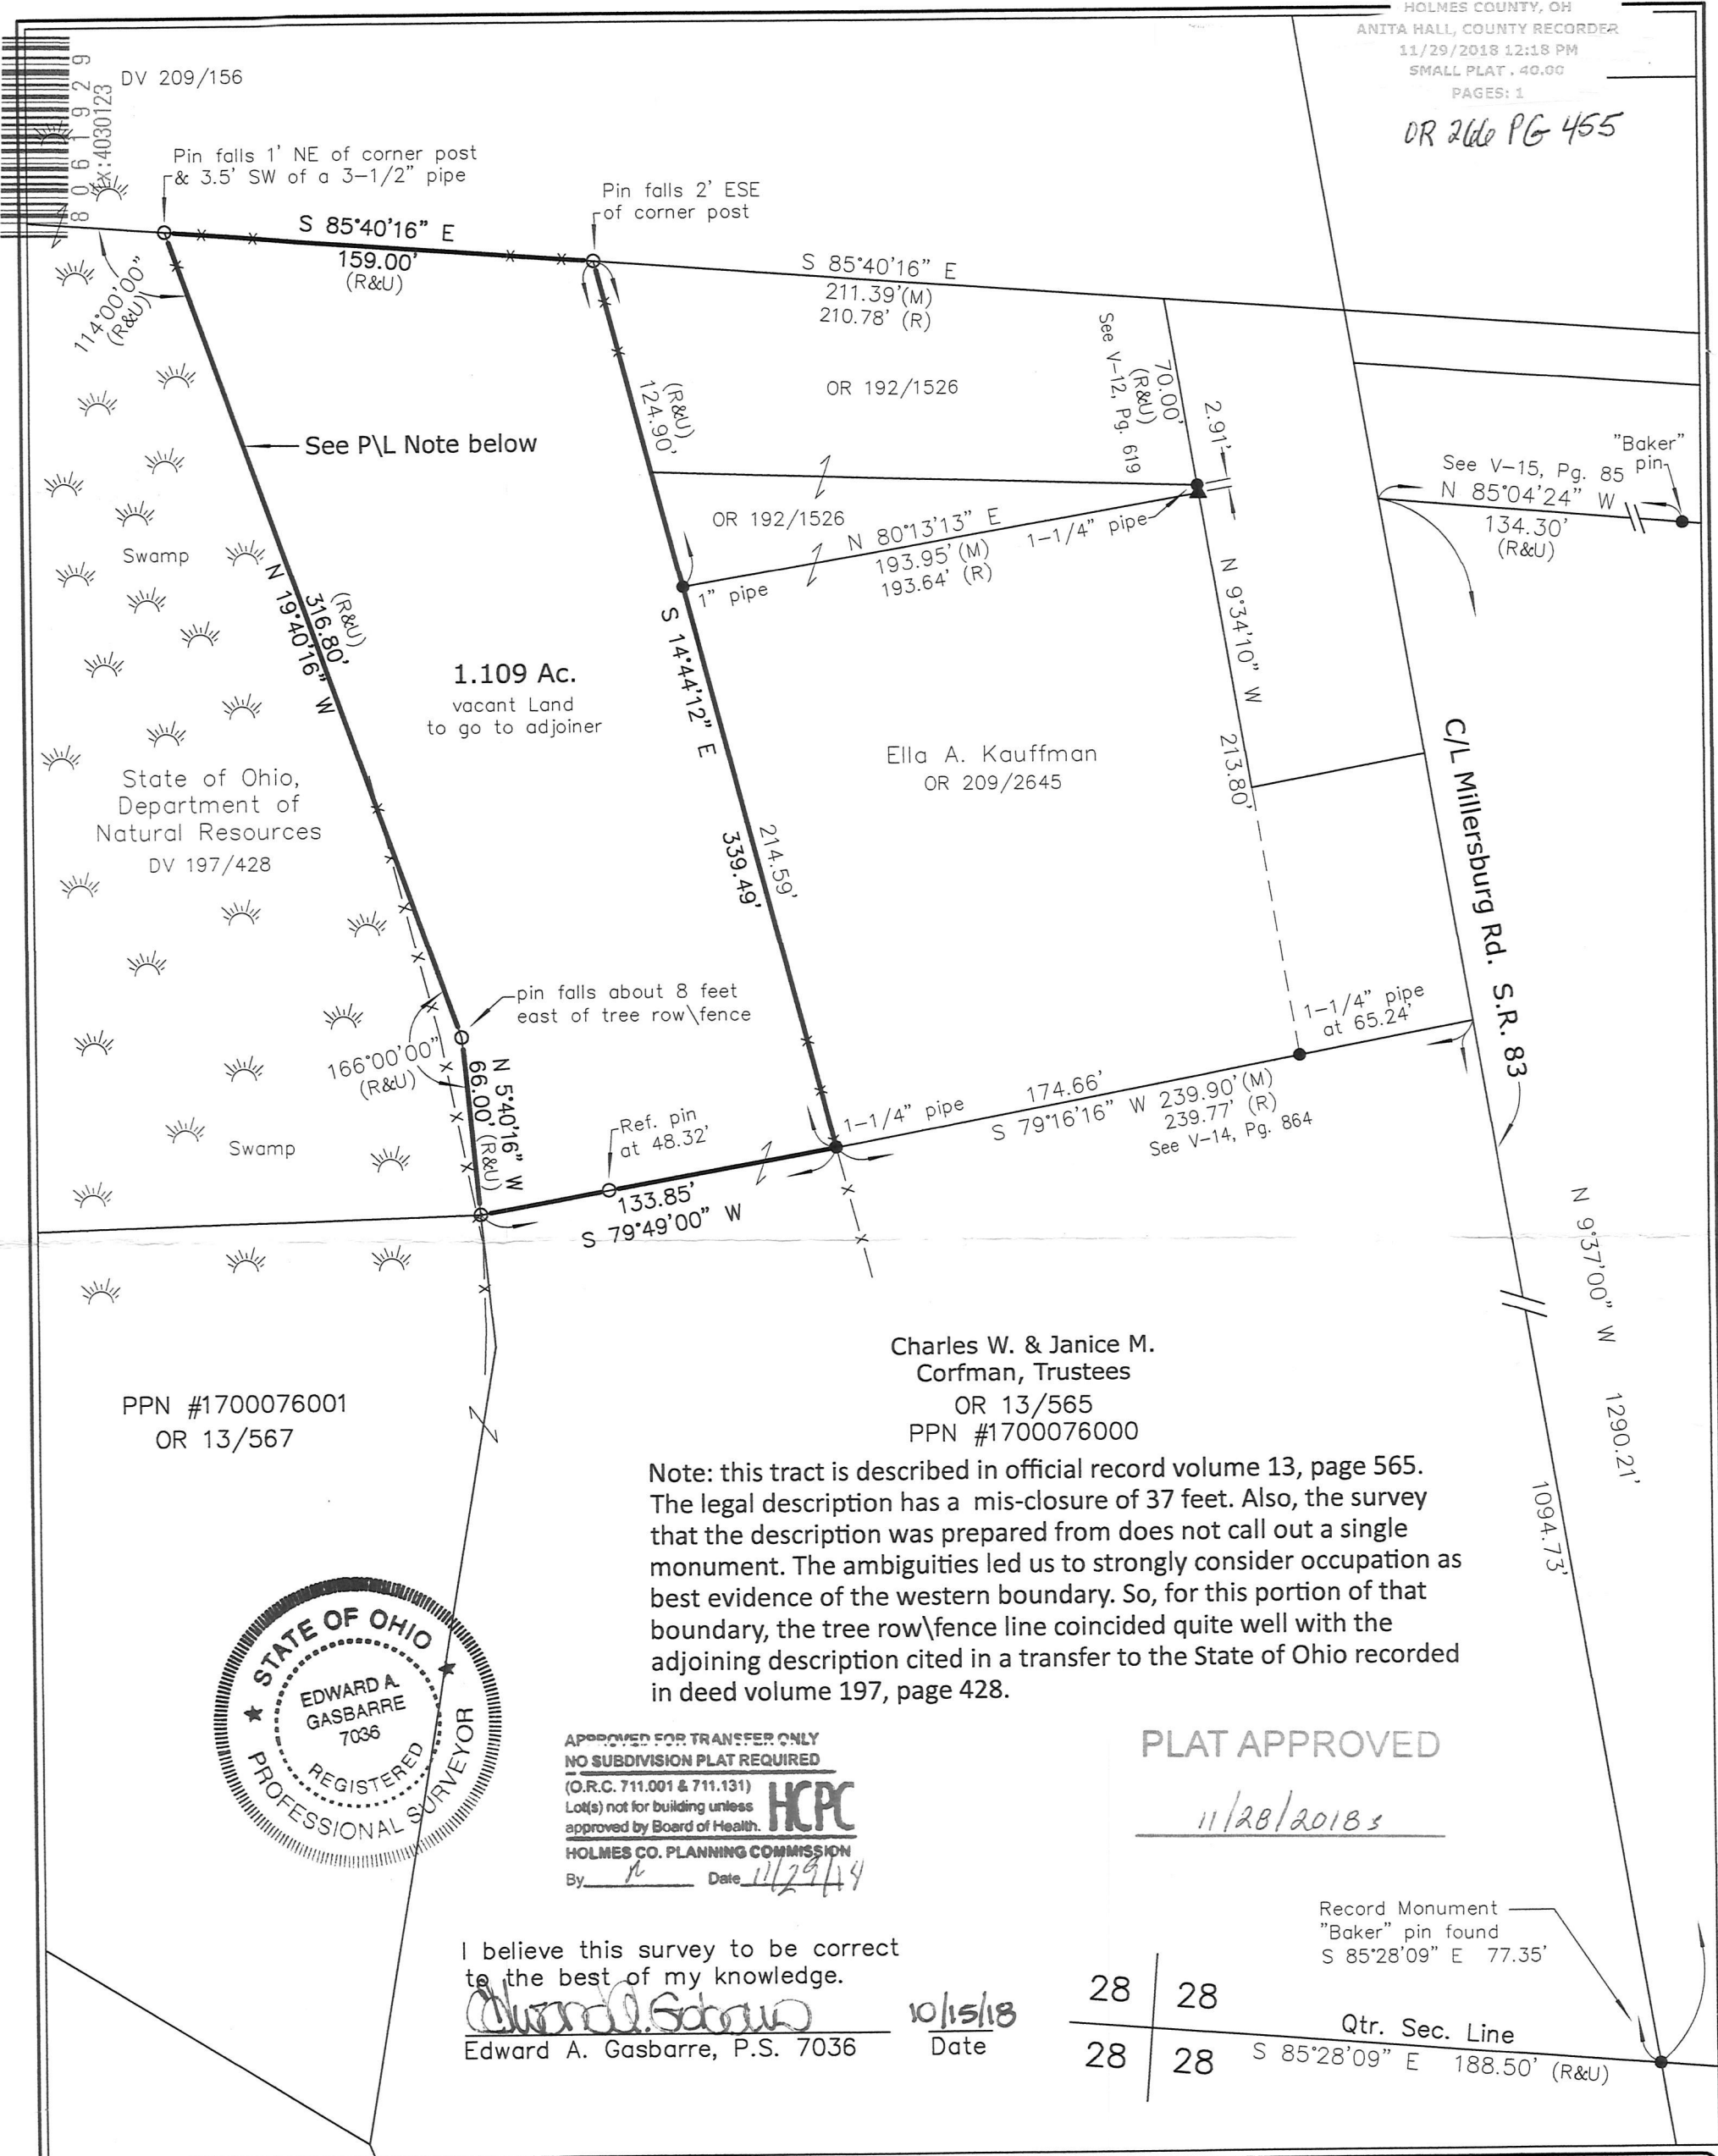 HOLMES COUNTY, OH
ANITA HALL, COUNTY RECORDER
11/29/2018 12:18 PM
SMALL PLAT . 40.00
PAGES: 1
OR 266 PG 455
8061929
Tx:4030123
DV 209/156
Pin falls 1' NE of corner post
& 3.5' SW of a 3-1/2" pipe
Pin falls 2' ESE
of corner post
S 85°40'16" E
159.00'
(R&U)
S 85°40'16" E
211.39'(M)
210.78' (R)
114°00'00"
(R&U)
See P\L Note below
(R&U)
124.90'
OR 192/1526
See V-12, Pg. 619
70.00'
(R&U)
2.91'
"Baker"
pin
See V-15, Pg. 85
N 85°04'24" W
134.30'
(R&U)
OR 192/1526
N 80°13'13" E
193.95'(M)
193.64' (R)
1-1/4" pipe
1" pipe
Swamp
(R&U)
316.80'
N 19°40'16" W
1.109 Ac.
vacant Land
to go to adjoiner
S 14°44'12" E
214.59'
339.49'
N 9°34'10" W
213.80'
Ella A. Kauffman
OR 209/2645
C/L Millersburg Rd. S.R. 83
State of Ohio,
Department of
Natural Resources
DV 197/428
pin falls about 8 feet
east of tree row\fence
166°00'00"
(R&U)
N 5°40'16" W
66.00' (R&U)
Ref. pin
at 48.32'
1-1/4" pipe
1-1/4" pipe
at 65.24'
174.66'
S 79°16'16" W 239.90'(M)
239.77' (R)
See V-14, Pg. 864
133.85'
S 79°49'00" W
Swamp
N 9°37'00" W 1290.21'
1094.73'
PPN #1700076001
OR 13/567
Charles W. & Janice M.
Corfman, Trustees
OR 13/565
PPN #1700076000
Note: this tract is described in official record volume 13, page 565.
The legal description has a mis-closure of 37 feet. Also, the survey
that the description was prepared from does not call out a single
monument. The ambiguities led us to strongly consider occupation as
best evidence of the western boundary. So, for this portion of that
boundary, the tree row\fence line coincided quite well with the
adjoining description cited in a transfer to the State of Ohio recorded
in deed volume 197, page 428.
STATE OF OHIO
EDWARD A.
GASBARRE
7036
REGISTERED
PROFESSIONAL SURVEYOR
APPROVED FOR TRANSFER ONLY
NO SUBDIVISION PLAT REQUIRED
(O.R.C. 711.001 & 711.131)
Lot(s) not for building unless
approved by Board of Health.
HCPC
HOLMES CO. PLANNING COMMISSION
By Date 11/29/
PLAT APPROVED
11/28/2018
I believe this survey to be correct
to the best of my knowledge.
Edward A. Gasbarre
10/15/18
Edward A. Gasbarre, P.S. 7036
Date
Record Monument
"Baker" pin found
S 85°28'09" E 77.35'
28 28
28 28
Qtr. Sec. Line
S 85°28'09" E 188.50' (R&U)